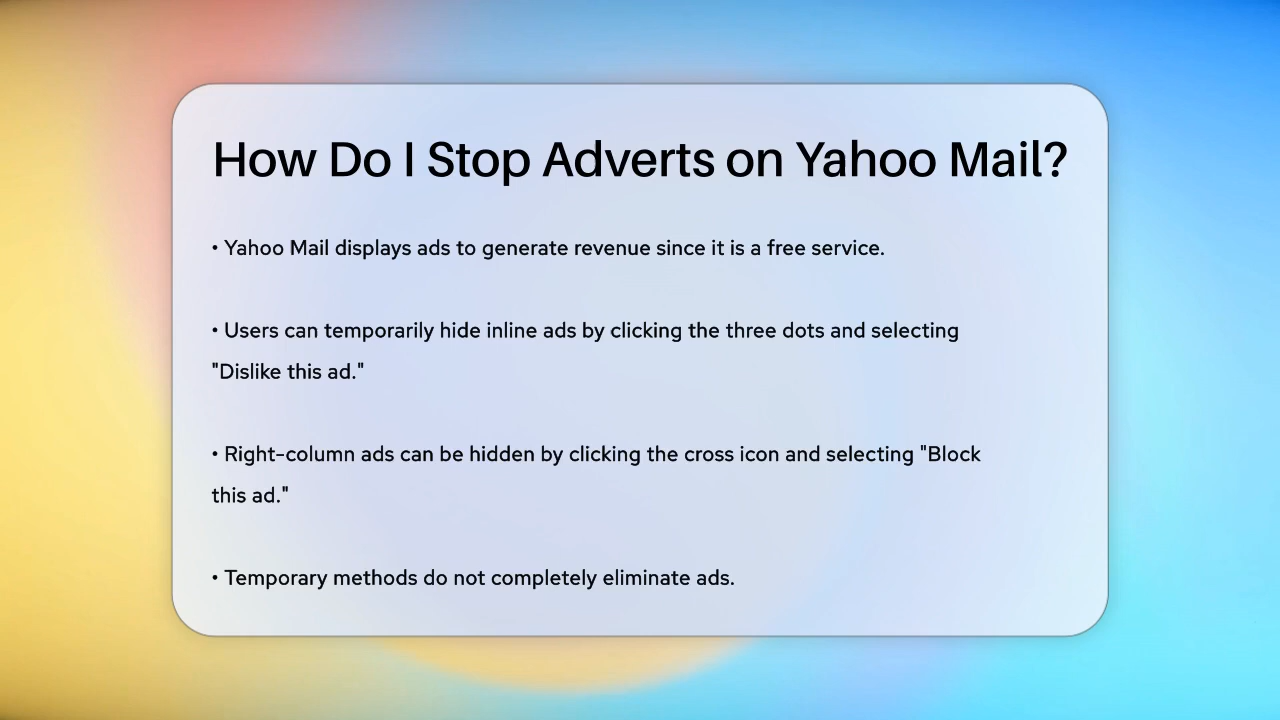 How Do I Stop Adverts on Yahoo Mail?
• Yahoo Mail displays ads to generate revenue since it is a free service.
• Users can temporarily hide inline ads by clicking the three dots and selecting
"Dislike this ad."
• Right-column ads can be hidden by clicking the cross icon and selecting "Block
this ad."
• Temporary methods do not completely eliminate ads.